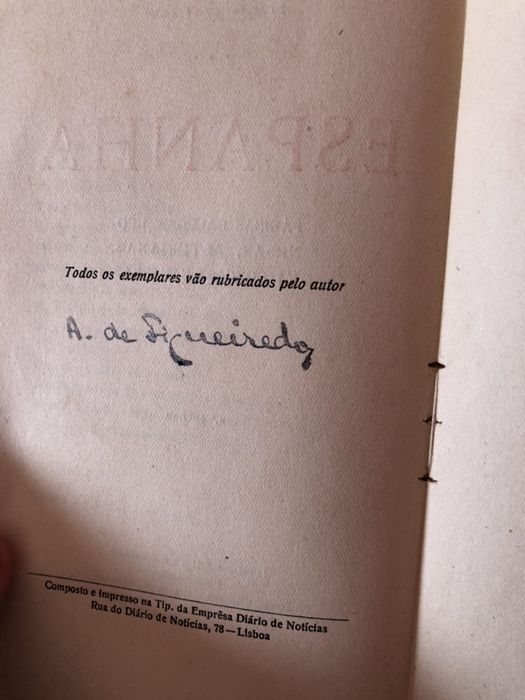 ESPANHA
Todos os exemplares vão rubricados pelo autor
A. de Figueiredo
Composto e impresso na Tip. da Emprêsa Diário de Notícias
Rua do Diário de Notícias, 78—Lisboa